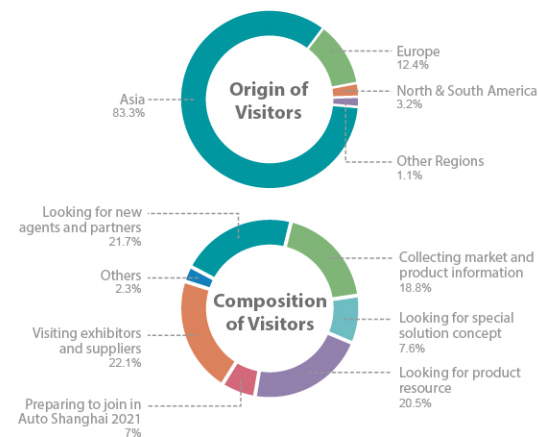 Origin of
Visitors
Europe
12.4%
North & South America
3.2%
Asia
83.3%
Other Regions
1.1%
Looking for new
agents and partners
21.7%
Collecting market and
product information
18.8%
Others
2.3%
Composition
of Visitors
Looking for special
solution concept
7.6%
Visiting exhibitors
and suppliers
22.1%
Looking for product
resource
20.5%
Preparing to join in
Auto Shanghai 2021
7%